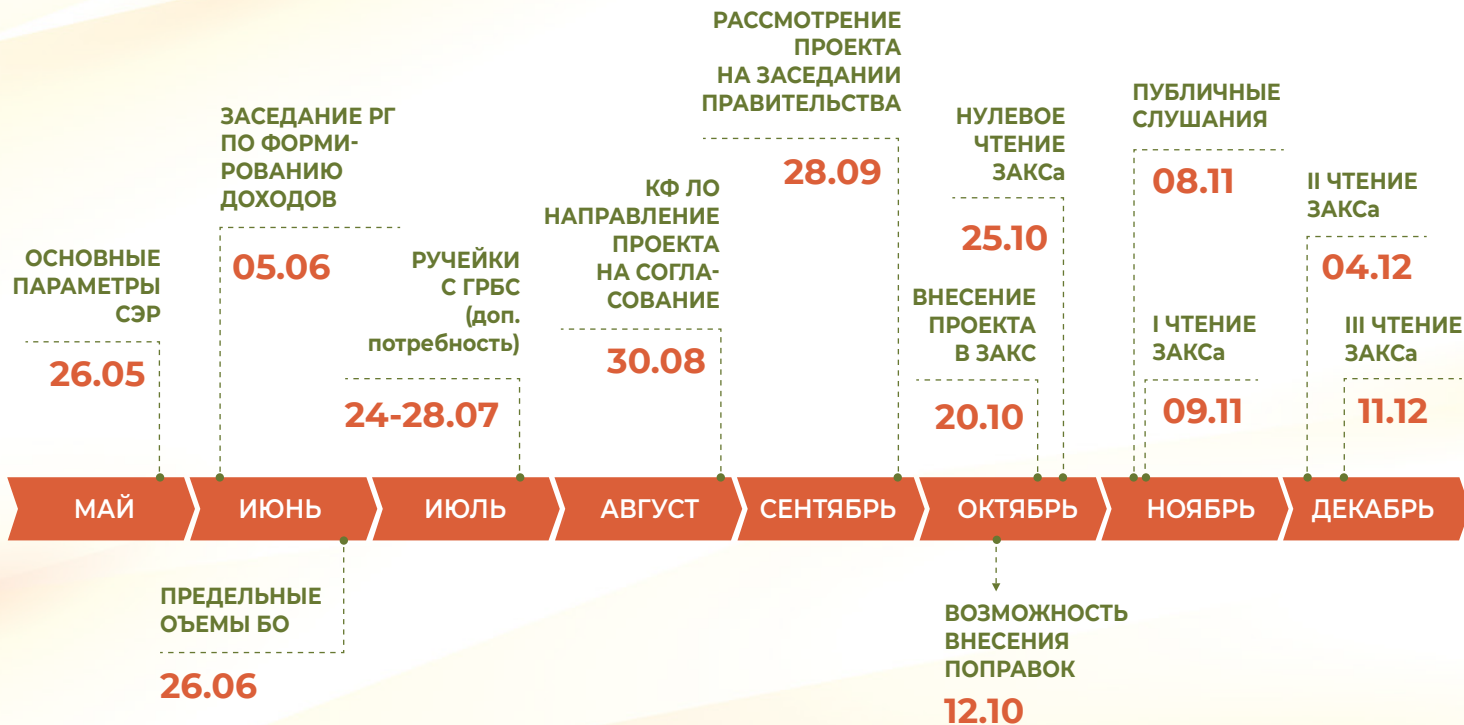 ОСНОВНЫЕ
ПАРАМЕТРЫ
СЭР
26.05
ЗАСЕДАНИЕ РГ
ПО ФОРМИ-
РОВАНИЮ
ДОХОДОВ
05.06
РУЧЕЙКИ
С ГРБС
(доп.
потребность)
24-28.07
КФ ЛО
НАПРАВЛЕНИЕ
ПРОЕКТА
НА СОГЛА-
СОВАНИЕ
30.08
РАССМОТРЕНИЕ
ПРОЕКТА
НА ЗАСЕДАНИИ
ПРАВИТЕЛЬСТВА
28.09
НУЛЕВОЕ
ЧТЕНИЕ
ЗАКСа
25.10
ВНЕСЕНИЕ
ПРОЕКТА
В ЗАКС
20.10
ПУБЛИЧНЫЕ
СЛУШАНИЯ
08.11
I ЧТЕНИЕ
ЗАКСа
09.11
II ЧТЕНИЕ
ЗАКСа
04.12
III ЧТЕНИЕ
ЗАКСа
11.12
МАЙ
ИЮНЬ
ИЮЛЬ
АВГУСТ
СЕНТЯБРЬ
ОКТЯБРЬ
НОЯБРЬ
ДЕКАБРЬ
ПРЕДЕЛЬНЫЕ
ОЪЕМЫ БО
26.06
ВОЗМОЖНОСТЬ
ВНЕСЕНИЯ
ПОПРАВОК
12.10